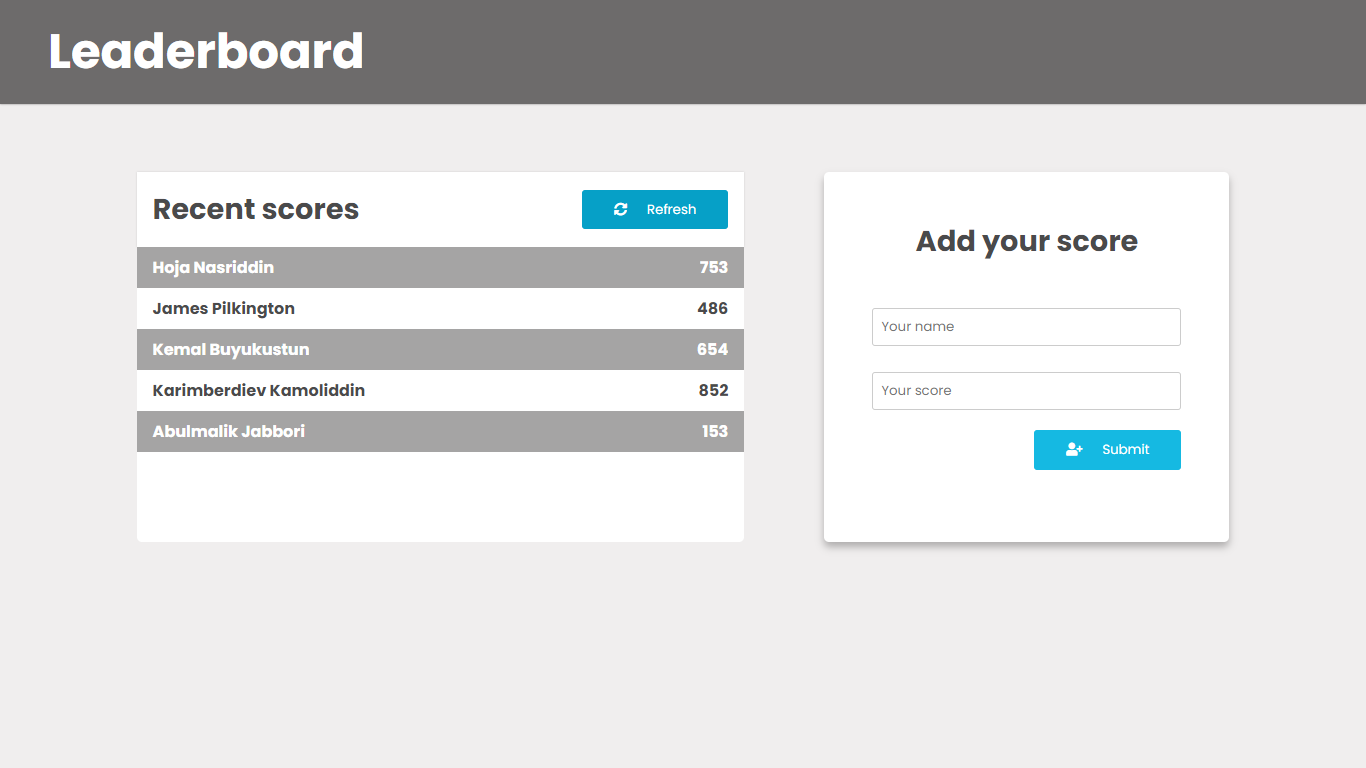 Leaderboard
Recent scores
Refresh
Hoja Nasriddin 753
James Pilkington 486
Kemal Buyukustun 654
Karimberdiev Kamoliddin 852
Abulmalik Jabbori 153
Add your score
Your name
Your score
Submit